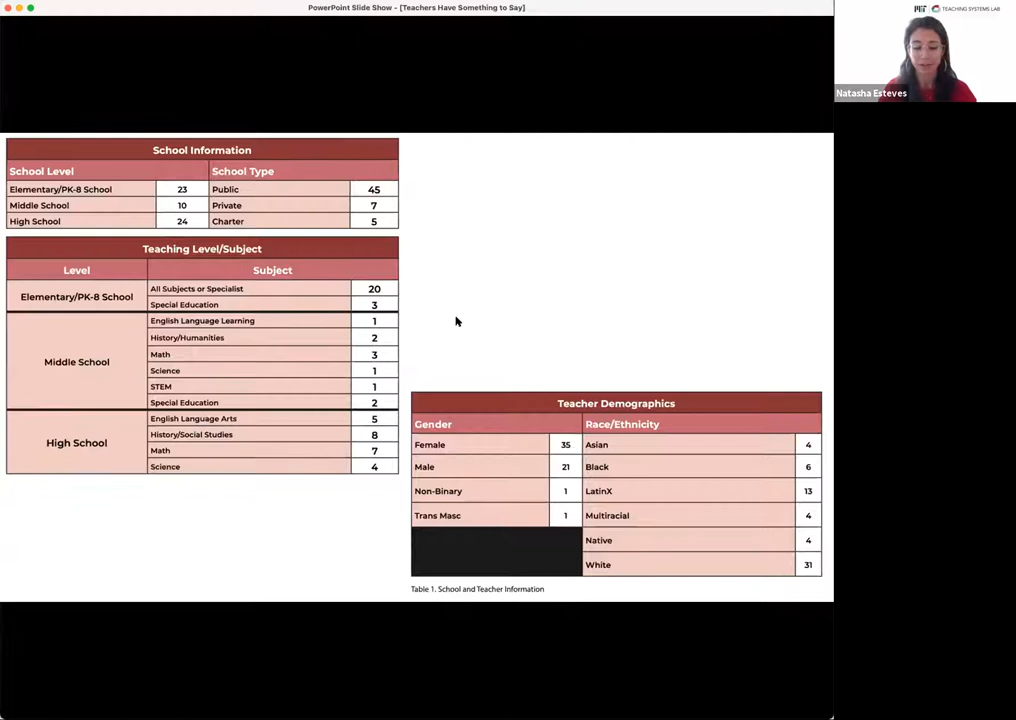 PowerPoint Slide Show - [Teachers Have Something to Say]
MIT TEACHING SYSTEMS LAB
Natasha Esteves
School Information
School Level School Type
Elementary/PK-8 School 23 Public 45
Middle School 10 Private 7
High School 24 Charter 5
Teaching Level/Subject
Level Subject
Elementary/PK-8 School
All Subjects or Specialist 20
Special Education 3
Middle School
English Language Learning 1
History/Humanities 2
Math 3
Science 1
STEM 1
Special Education 2
High School
English Language Arts 5
History/Social Studies 8
Math 7
Science 4
Teacher Demographics
Gender Race/Ethnicity
Female 35 Asian 4
Male 21 Black 6
Non-Binary 1 LatinX 13
Trans Masc 1 Multiracial 4
Native 4
White 31
Table 1. School and Teacher Information